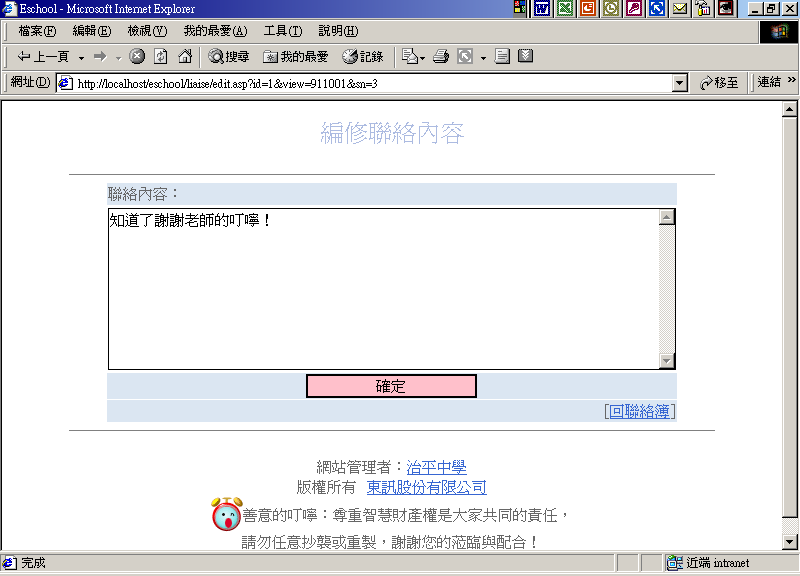 Eschool - Microsoft Internet Explorer
檔案(F) 編輯(E) 檢視(V) 我的最愛(A) 工具(T) 說明(H)
上一頁 搜尋 我的最愛 記錄
網址(D) http://localhost/eschool/liaise/edit.asp?id=1&view=911001&sn=3 移至 連結 »
編修聯絡內容
聯絡內容：
知道了謝謝老師的叮嚀！
確定
[回聯絡簿]
網站管理者：治平中學
版權所有 東訊股份有限公司
善意的叮嚀：尊重智慧財產權是大家共同的責任，
請勿任意抄襲或重製，謝謝您的蒞臨與配合！
完成 近端 intranet